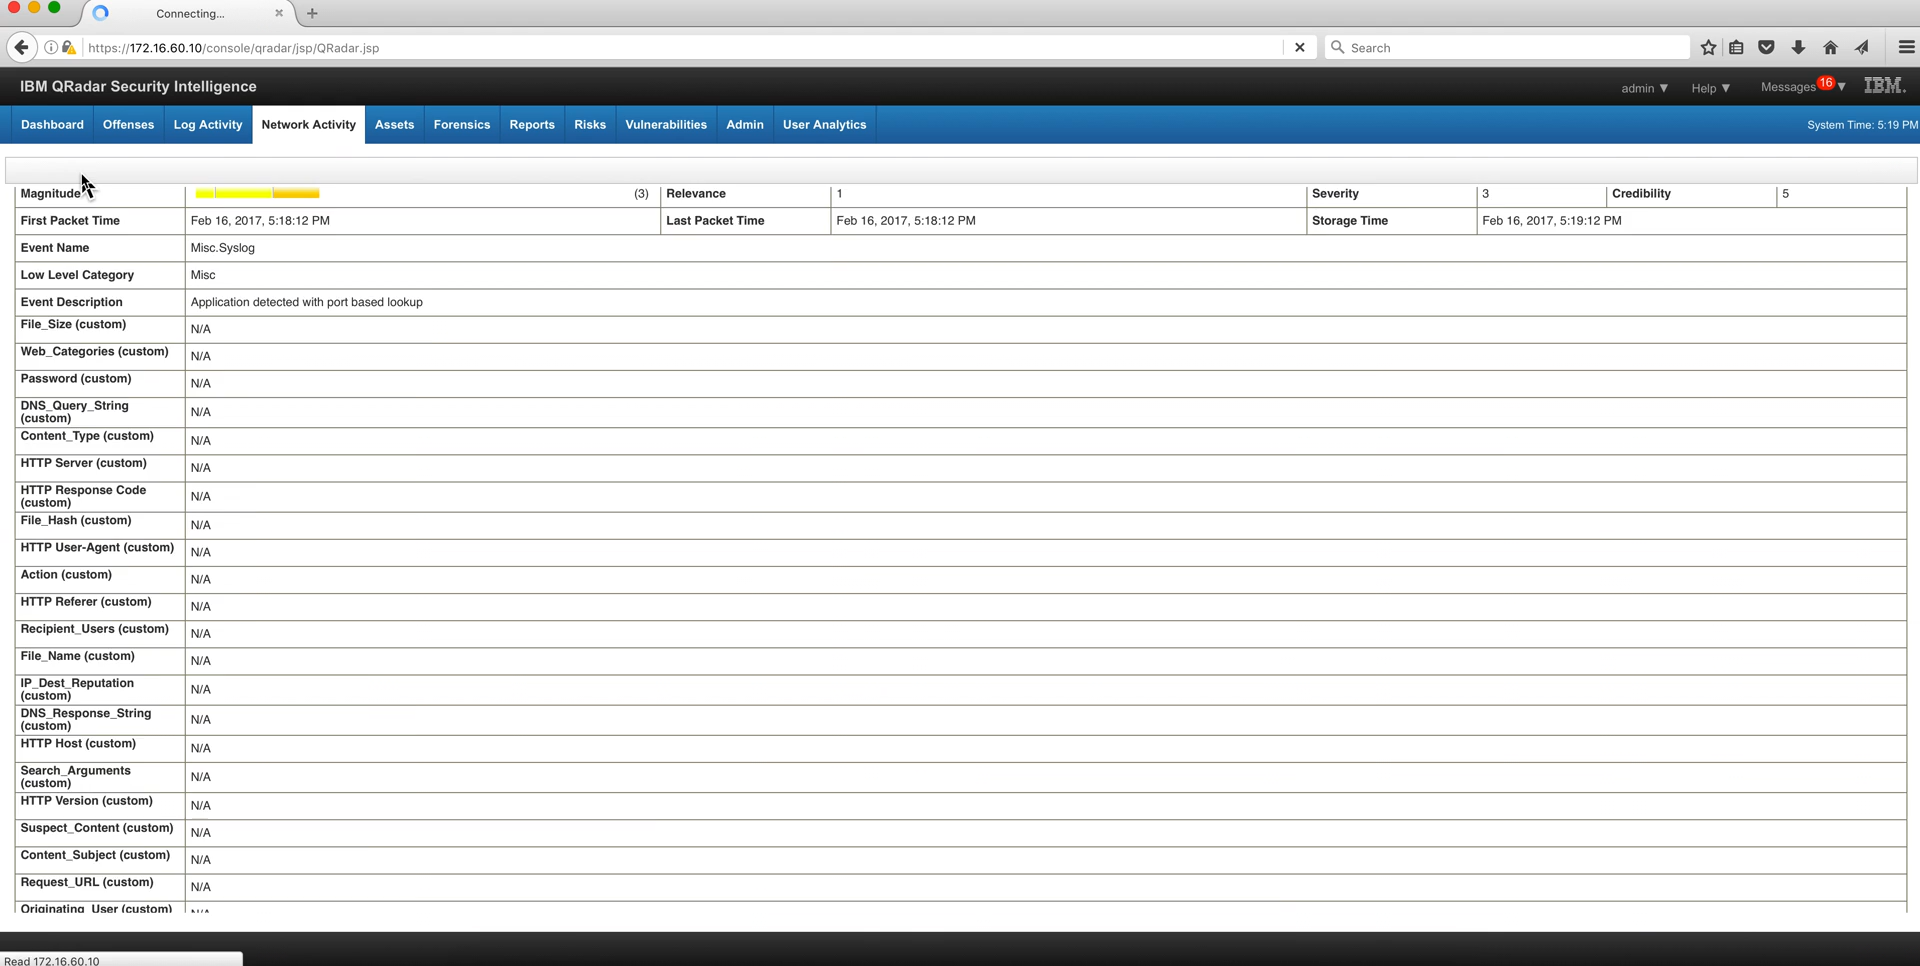 Connecting...
https://172.16.60.10/console/qradar/jsp/QRadar.jsp
Search
IBM QRadar Security Intelligence
admin ▼ Help ▼ Messages 16 ▼ IBM.
Dashboard Offenses Log Activity Network Activity Assets Forensics Reports Risks Vulnerabilities Admin User Analytics System Time: 5:19 PM
Magnitude (3) Relevance 1 Severity 3 Credibility 5
First Packet Time Feb 16, 2017, 5:18:12 PM Last Packet Time Feb 16, 2017, 5:18:12 PM Storage Time Feb 16, 2017, 5:19:12 PM
Event Name Misc.Syslog
Low Level Category Misc
Event Description Application detected with port based lookup
File_Size (custom) N/A
Web_Categories (custom) N/A
Password (custom) N/A
DNS_Query_String
(custom) N/A
Content_Type (custom) N/A
HTTP Server (custom) N/A
HTTP Response Code
(custom) N/A
File_Hash (custom) N/A
HTTP User-Agent (custom) N/A
Action (custom) N/A
HTTP Referer (custom) N/A
Recipient_Users (custom) N/A
File_Name (custom) N/A
IP_Dest_Reputation
(custom) N/A
DNS_Response_String
(custom) N/A
HTTP Host (custom) N/A
Search_Arguments
(custom) N/A
HTTP Version (custom) N/A
Suspect_Content (custom) N/A
Content_Subject (custom) N/A
Request_URL (custom) N/A
Originating_User (custom) N/A
Read 172.16.60.10